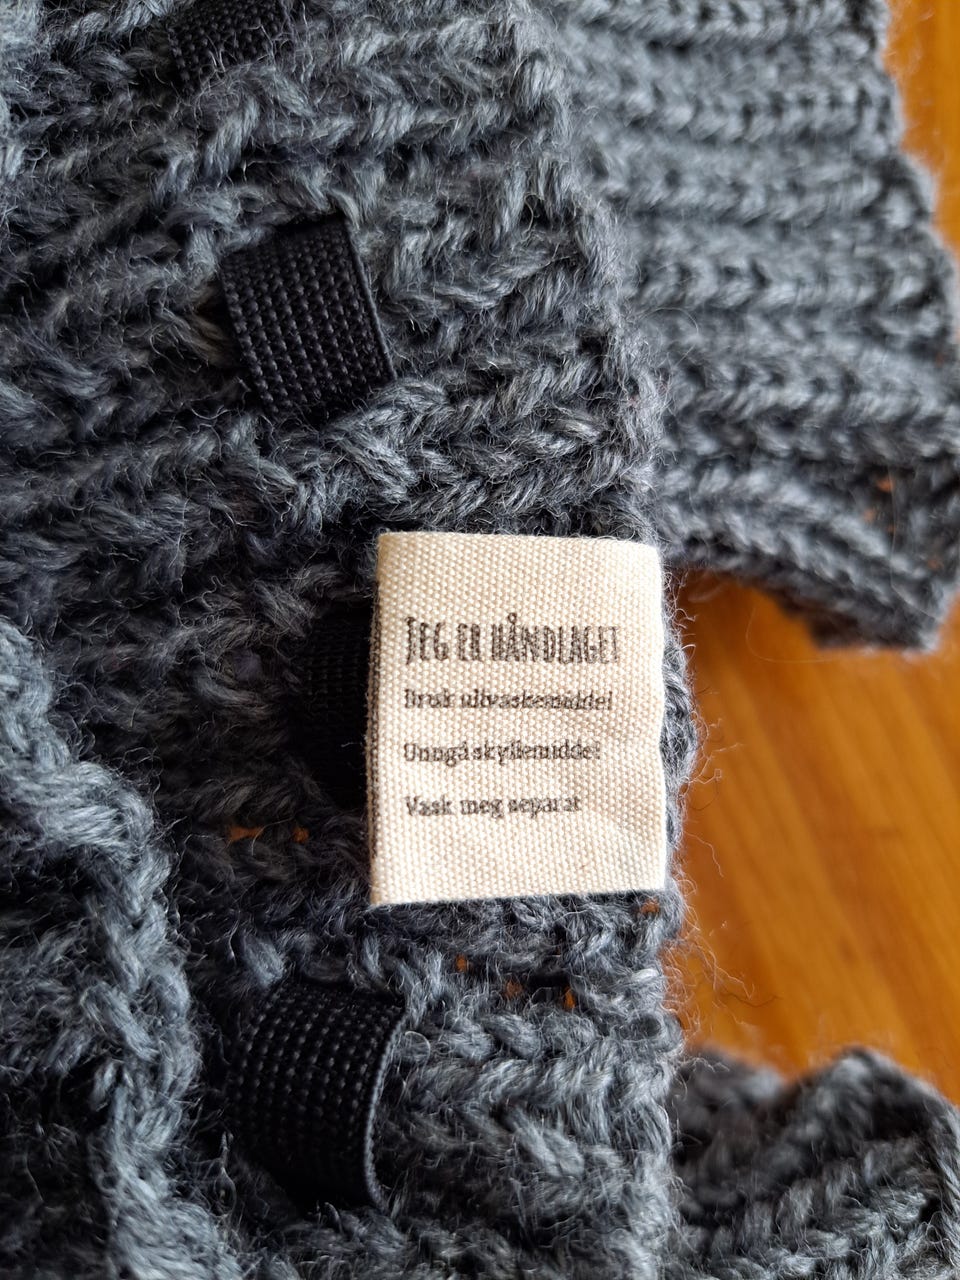 JEG ER HÅNDLAGET
Bruk ullvaskemiddel
Unngå skyllemiddel
Vask meg separat